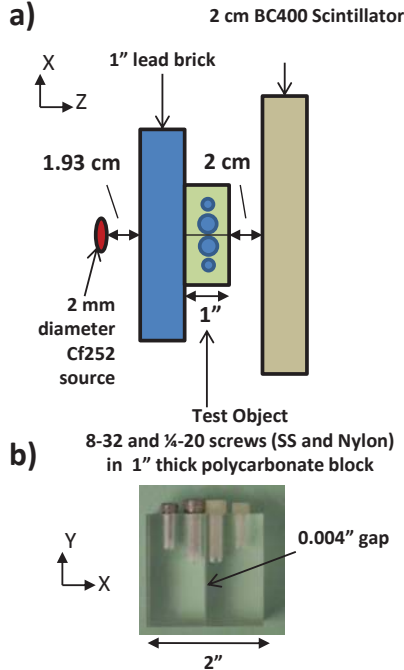 a)
2 cm BC400 Scintillator
X
Z
1” lead brick
1.93 cm
2 cm
2 mm
diameter
Cf252
source
1”
Test Object
8-32 and ¼-20 screws (SS and Nylon)
in 1” thick polycarbonate block
b)
Y
X
0.004” gap
2”